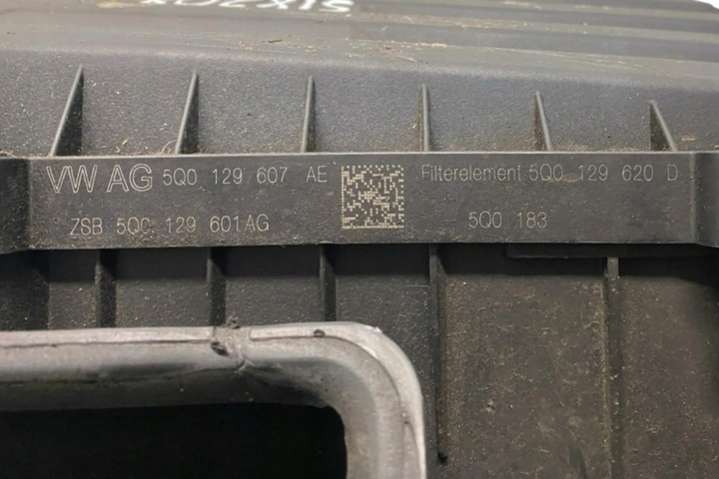 VW AG 5Q0 129 607 AE Filterelement 5Q0 129 620 D
ZSB 5Q0 129 601AG 5Q0 183